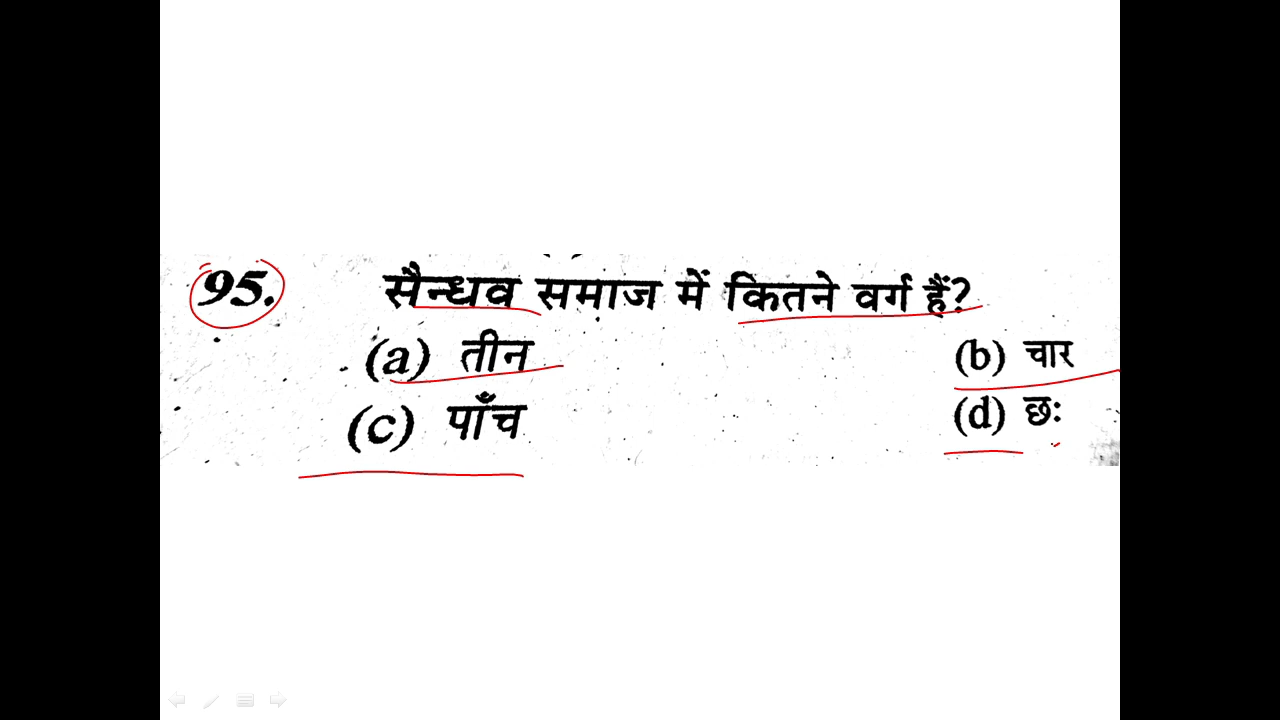 95. सैन्धव समाज में कितने वर्ग हैं?
(a) तीन (b) चार
(c) पाँच (d) छः